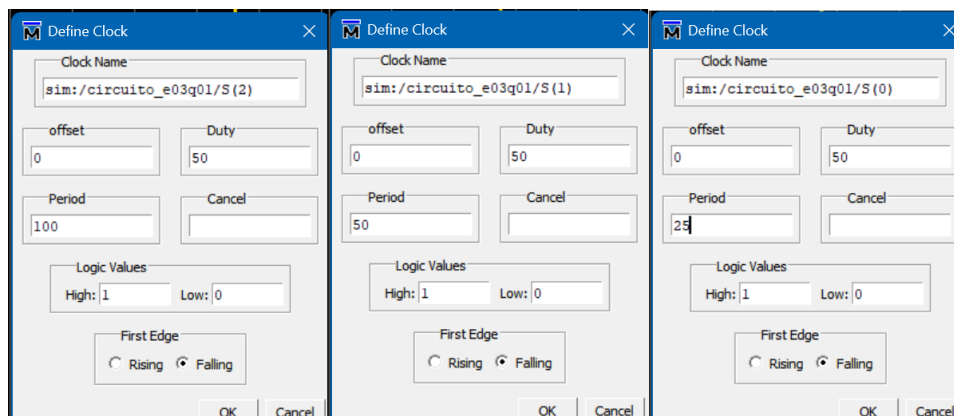 Define Clock
Clock Name
sim:/circuito_e03q01/S(2)
offset
Duty
0
50
Period
Cancel
100
Logic Values
High: 1 Low: 0
First Edge
Rising Falling
OK Cancel
Define Clock
Clock Name
sim:/circuito_e03q01/S(1)
offset
Duty
0
50
Period
Cancel
50
Logic Values
High: 1 Low: 0
First Edge
Rising Falling
OK Cancel
Define Clock
Clock Name
sim:/circuito_e03q01/S(0)
offset
Duty
0
50
Period
Cancel
25
Logic Values
High: 1 Low: 0
First Edge
Rising Falling
OK Cancel